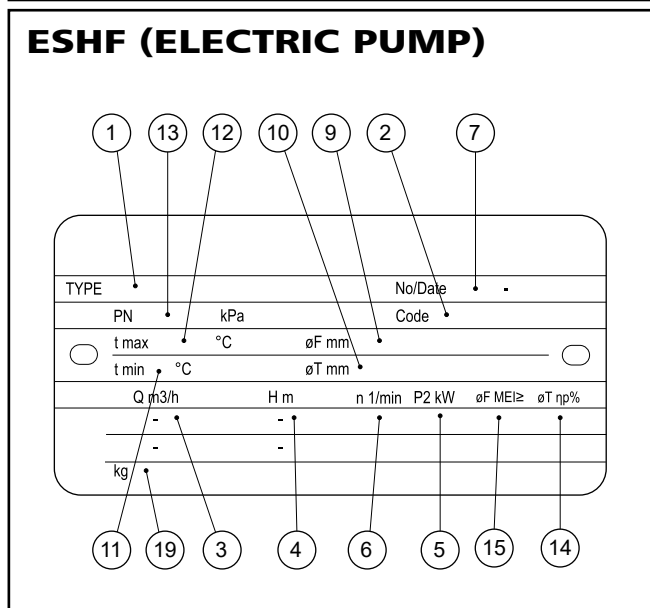 ESHF (ELECTRIC PUMP)
1 13 12 10 9 2 7
TYPE No/Date -
PN kPa Code
t max °C øF mm
t min °C øT mm
Q m3/h H m n 1/min P2 kW øF MEI≥ øT ηp%
- -
- -
kg
11 19 3 4 6 5 15 14